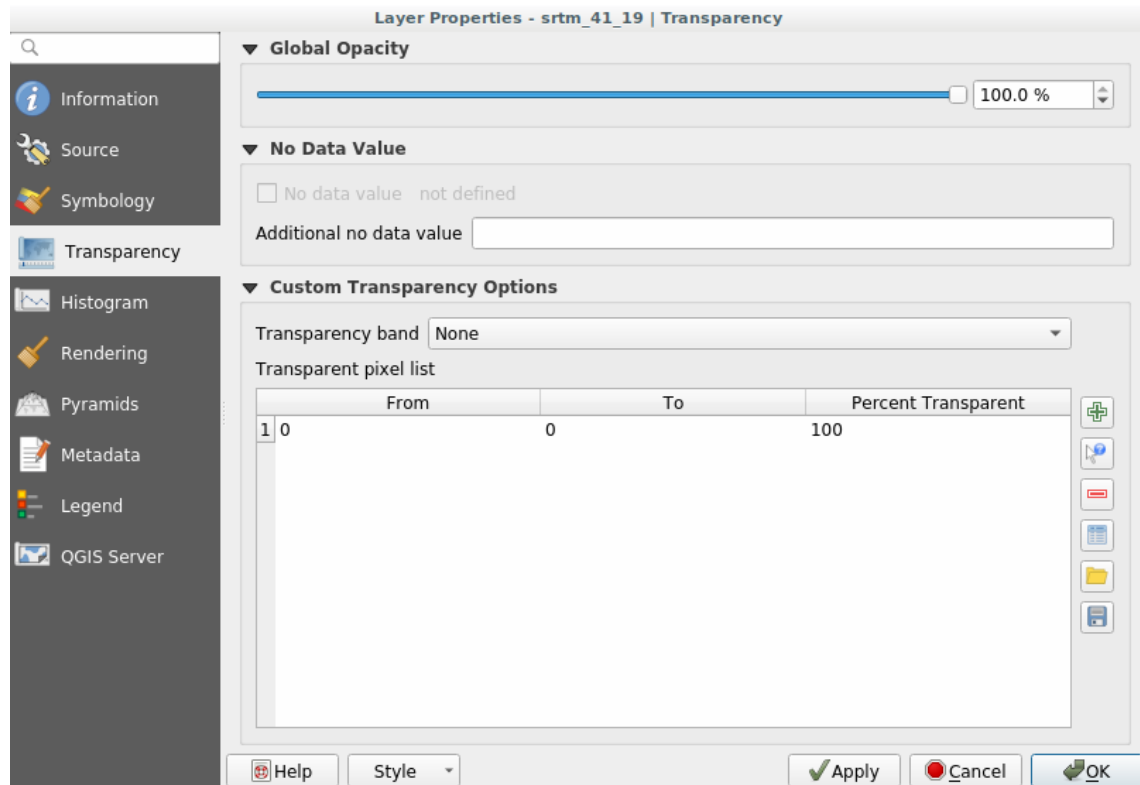 Layer Properties - srtm_41_19 | Transparency
Information
Source
Symbology
Transparency
Histogram
Rendering
Pyramids
Metadata
Legend
QGIS Server
Global Opacity
100.0 %
No Data Value
No data value not defined
Additional no data value
Custom Transparency Options
Transparency band None
Transparent pixel list
From To Percent Transparent
1 0 0 100
Help Style Apply Cancel OK